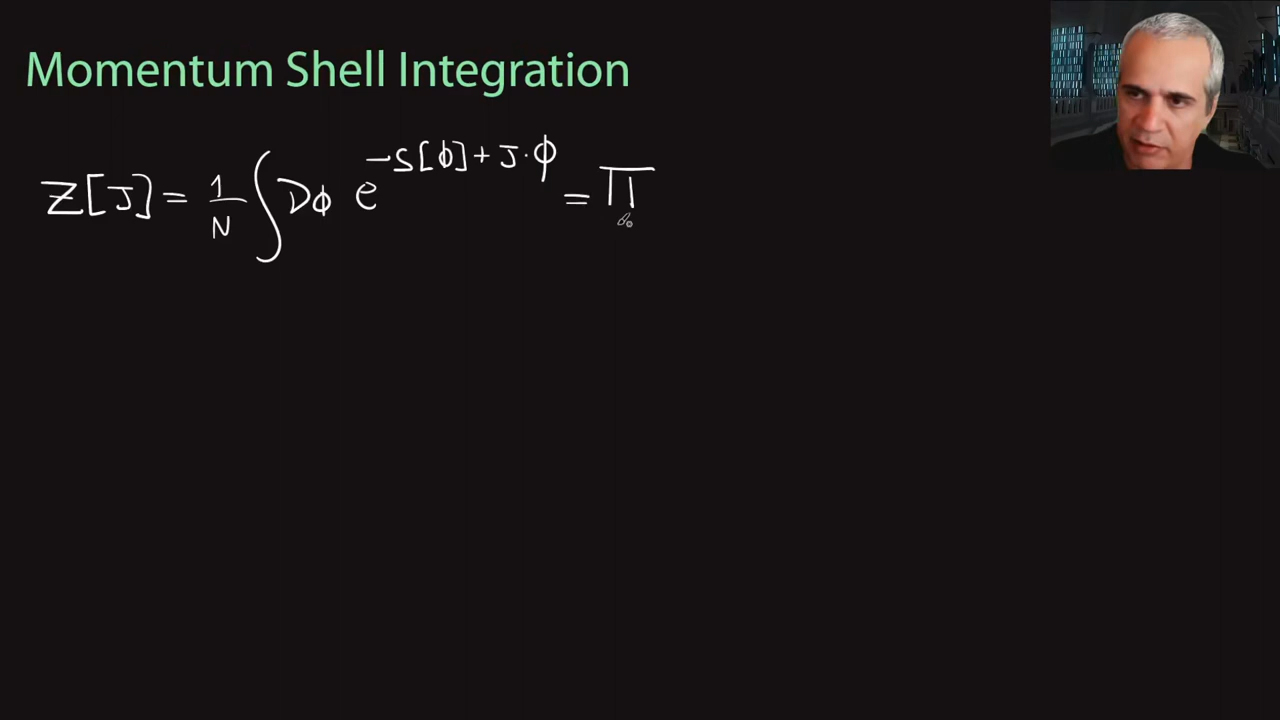 Momentum Shell Integration
Z[J] = 1/N ∫ Dϕ e^{-S[ϕ] + J·ϕ} = ∏